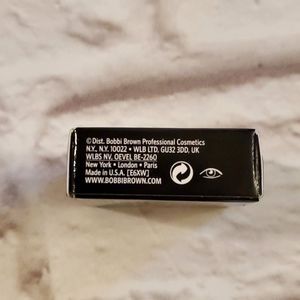 ©Dist. Bobbi Brown Professional Cosmetics
N.Y., N.Y. 10022 • WLB LTD. GU32 3DD, UK
WLBS NV. OEVEL BE-2260
New York • London • Paris
Made in U.S.A. [E6XW]
WWW.BOBBIBROWN.COM